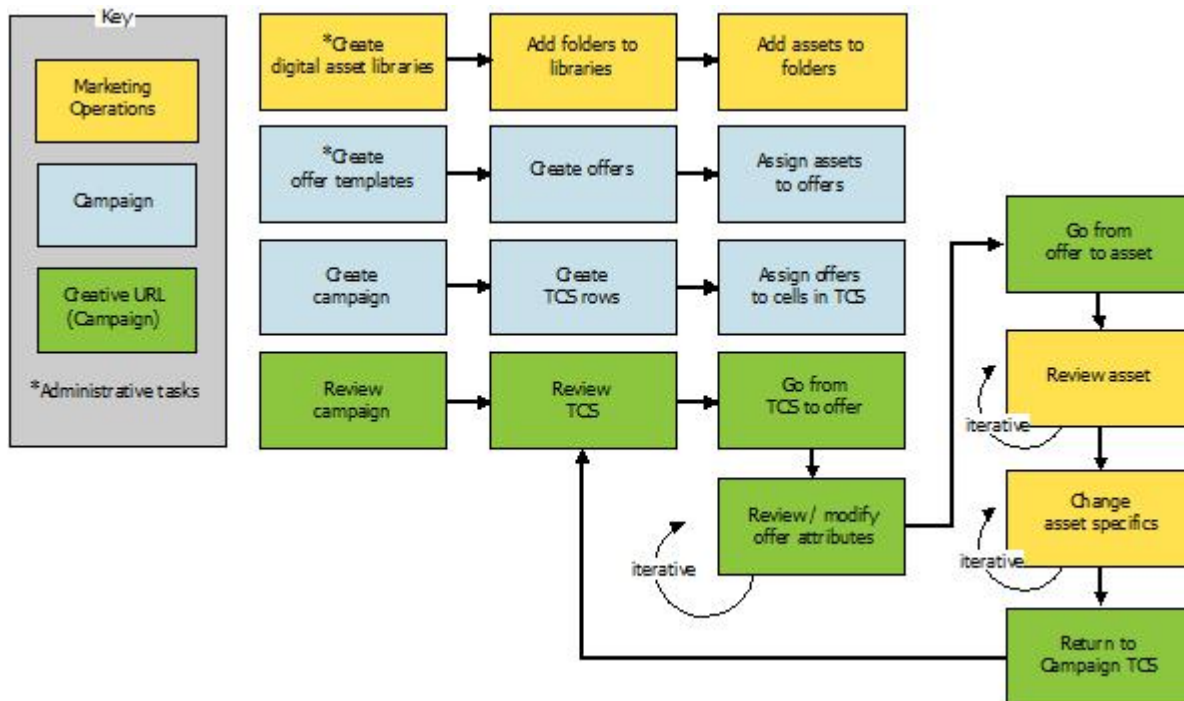 Key
Marketing
Operations
Campaign
Creative URL
(Campaign)
*Administrative tasks
*Create
digital asset libraries
Add folders to
libraries
Add assets to
folders
*Create
offer templates
Create offers
Assign assets
to offers
Create
campaign
Create
TCS rows
Assign offers
to cells in TCS
Review
campaign
Review
TCS
Go from
TCS to offer
Review / modify
offer attributes
iterative
Go from
offer to asset
Review asset
iterative
Change
asset specifics
iterative
Return to
Campaign TCS